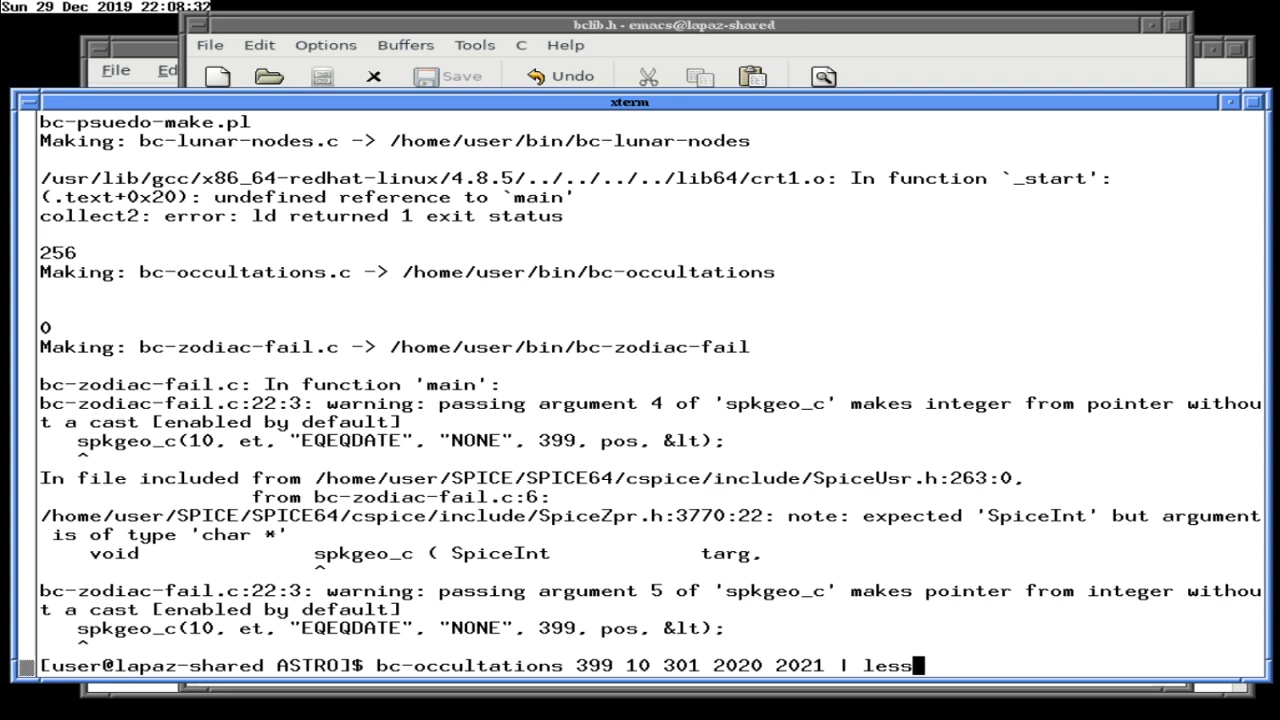 Sun 29 Dec 2019 22:08:32
bclib.h - emacs@lapaz-shared
File Edit Options Buffers Tools C Help
File Ed
Save Undo
xterm
bc-psuedo-make.pl
Making: bc-lunar-nodes.c -> /home/user/bin/bc-lunar-nodes
/usr/lib/gcc/x86_64-redhat-linux/4.8.5/../../../../lib64/crt1.o: In function `_start':
(.text+0x20): undefined reference to `main'
collect2: error: ld returned 1 exit status
256
Making: bc-occultations.c -> /home/user/bin/bc-occultations
0
Making: bc-zodiac-fail.c -> /home/user/bin/bc-zodiac-fail
bc-zodiac-fail.c: In function 'main':
bc-zodiac-fail.c:22:3: warning: passing argument 4 of 'spkgeo_c' makes integer from pointer withou
t a cast [enabled by default]
   spkgeo_c(10, et, "EQEQDATE", "NONE", 399, pos, &lt);
   ^
In file included from /home/user/SPICE/SPICE64/cspice/include/SpiceUsr.h:263:0,
                 from bc-zodiac-fail.c:6:
/home/user/SPICE/SPICE64/cspice/include/SpiceZpr.h:3770:22: note: expected 'SpiceInt' but argument
 is of type 'char *'
    void              spkgeo_c ( SpiceInt            targ,
                      ^
bc-zodiac-fail.c:22:3: warning: passing argument 5 of 'spkgeo_c' makes pointer from integer withou
t a cast [enabled by default]
   spkgeo_c(10, et, "EQEQDATE", "NONE", 399, pos, &lt);
   ^
[user@lapaz-shared ASTRO]$ bc-occultations 399 10 301 2020 2021 | less